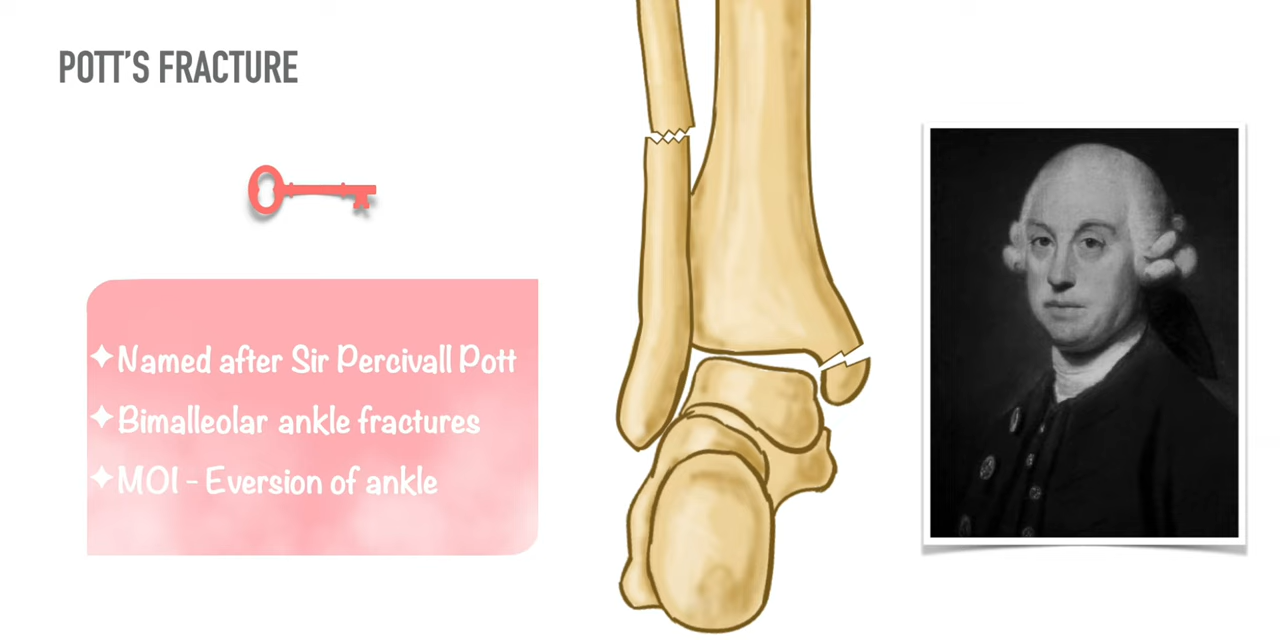 POTT'S FRACTURE
✦Named after Sir Percivall Pott
✦Bimalleolar ankle fractures
✦MOI - Eversion of ankle